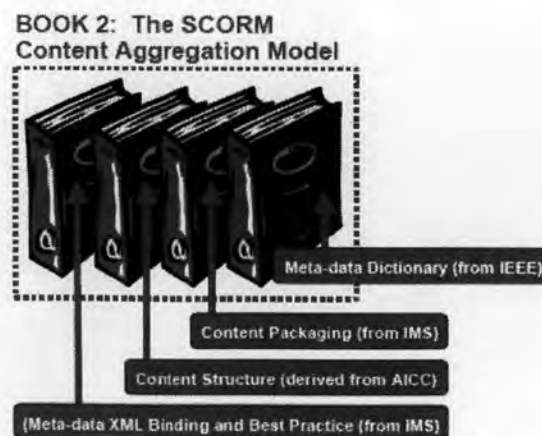 BOOK 2: The SCORM
Content Aggregation Model
Meta-data Dictionary (from IEEE)
Content Packaging (from IMS)
Content Structure (derived from AICC)
(Meta-data XML Binding and Best Practice (from IMS)